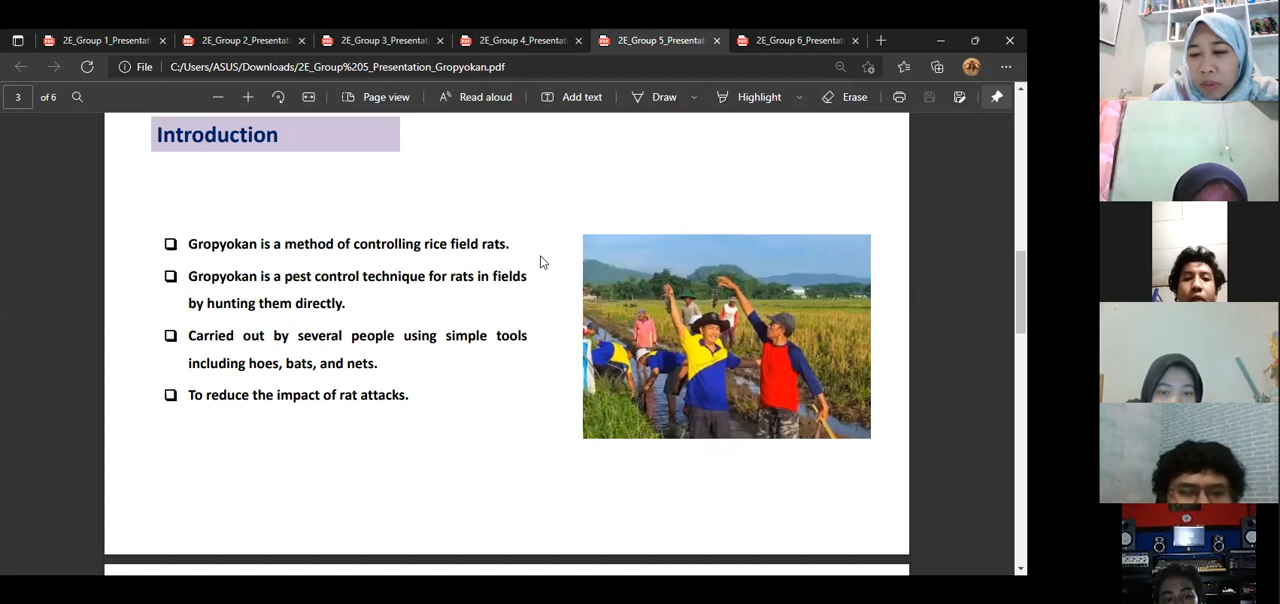 2E_Group 1_Presentat
2E_Group 2_Presentati
2E_Group 3_Presentat
2E_Group 4_Presentat
2E_Group 5_Presentat
2E_Group 6_Presentat
File
C:/Users/ASUS/Downloads/2E_Group%205_Presentation_Gropyokan.pdf
3 of 6
Page view
Read aloud
Add text
Draw
Highlight
Erase
Introduction
Gropyokan is a method of controlling rice field rats.
Gropyokan is a pest control technique for rats in fields
by hunting them directly.
Carried out by several people using simple tools
including hoes, bats, and nets.
To reduce the impact of rat attacks.